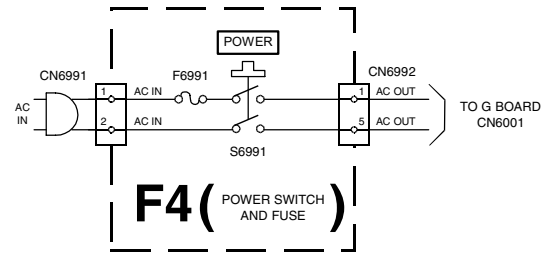 POWER
CN6991
F6991
CN6992
1
AC IN
1
AC OUT
AC
IN
TO G BOARD
CN6001
2
AC IN
5
AC OUT
S6991
F4 ( POWER SWITCH
AND FUSE )